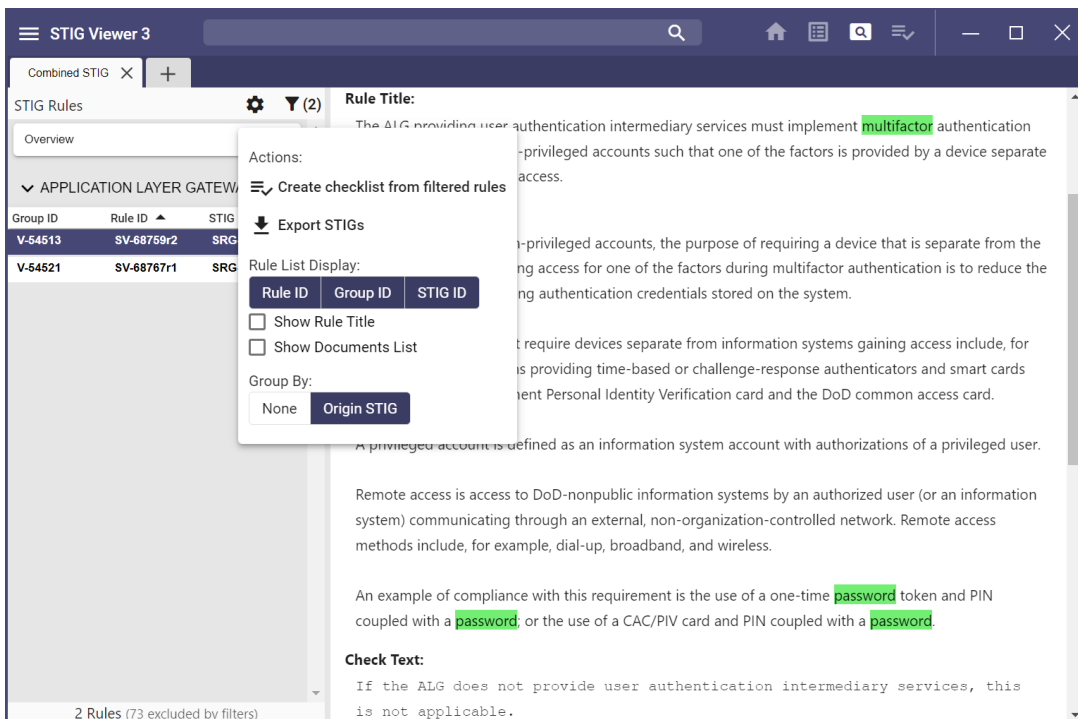 STIG Viewer 3
Combined STIG
STIG Rules
(2)
Overview
APPLICATION LAYER GATEW
Group ID Rule ID STIG
V-54513 SV-68759r2 SRG
V-54521 SV-68767r1 SRG
2 Rules (73 excluded by filters)
Actions:
Create checklist from filtered rules
Export STIGs
Rule List Display:
Rule ID Group ID STIG ID
Show Rule Title
Show Documents List
Group By:
None Origin STIG
Rule Title:
The ALG providing user authentication intermediary services must implement multifactor authentication
-privileged accounts such that one of the factors is provided by a device separate
access.
n-privileged accounts, the purpose of requiring a device that is separate from the
ng access for one of the factors during multifactor authentication is to reduce the
ng authentication credentials stored on the system.
t require devices separate from information systems gaining access include, for
s providing time-based or challenge-response authenticators and smart cards
ent Personal Identity Verification card and the DoD common access card.
A privileged account is defined as an information system account with authorizations of a privileged user.
Remote access is access to DoD-nonpublic information systems by an authorized user (or an information
system) communicating through an external, non-organization-controlled network. Remote access
methods include, for example, dial-up, broadband, and wireless.
An example of compliance with this requirement is the use of a one-time password token and PIN
coupled with a password; or the use of a CAC/PIV card and PIN coupled with a password.
Check Text:
If the ALG does not provide user authentication intermediary services, this
is not applicable.